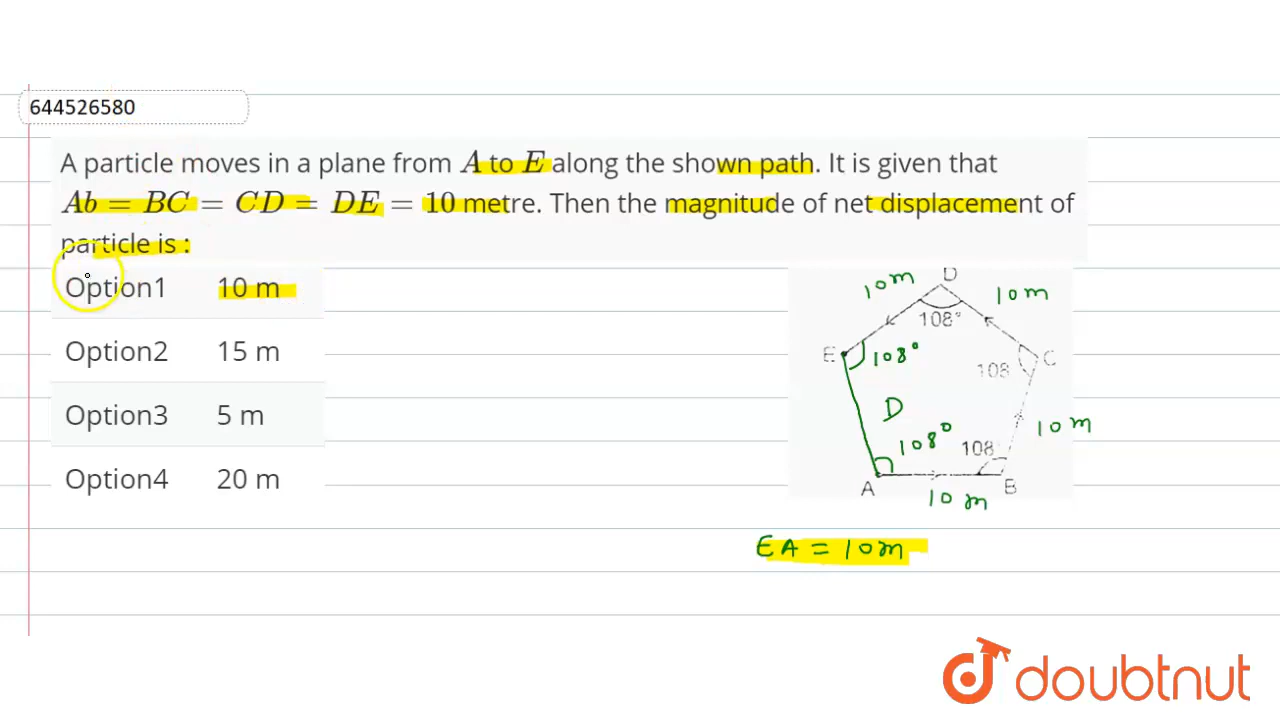 644526580
A particle moves in a plane from A to E along the shown path. It is given that
Ab = BC = CD = DE = 10 metre. Then the magnitude of net displacement of
particle is :
Option1 10 m
Option2 15 m
Option3 5 m
Option4 20 m
D
10m
10m
108°
E
108°
C
108
D
10m
108°
108
A
B
10 m
EA = 10m
doubtnut